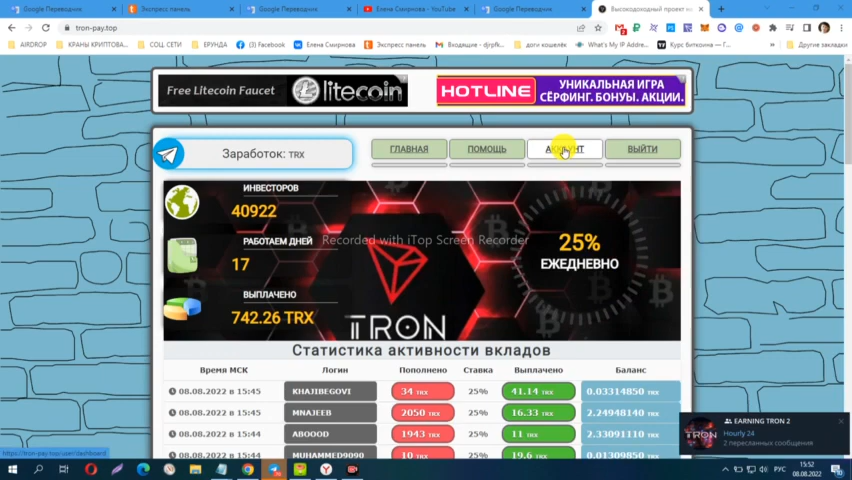 Google Переводчик
Экспресс панель
Google Переводчик
Елена Смирнова - YouTube
Google Переводчик
Высокодоходный проект
tron-pay.top
AIRDROP
КРАНЫ КРИПТОВА...
СОЦ. СЕТИ
ЕРУНДА
(3) Facebook
Елена Смирнова
Экспресс панель
Входящие - djrpfk...
доги кошелёк
What's My IP Addre...
Курс биткоина — Г...
Другие закладки
Free Litecoin Faucet
litecoin
HOTLINE
УНИКАЛЬНАЯ ИГРА
СЁРФИНГ. БОНУСЫ. АКЦИИ.
Заработок: TRX
ГЛАВНАЯ
ПОМОЩЬ
АККАУНТ
ВЫЙТИ
ИНВЕСТОРОВ
40922
РАБОТАЕМ ДНЕЙ
17
ВЫПЛАЧЕНО
742.26 TRX
Recorded with iTop Screen Recorder
TRON
25%
ЕЖЕДНЕВНО
Статистика активности вкладов
Время МСК Логин Пополнено Ставка Выплачено Баланс
08.08.2022 в 15:45 KHAJIBEGOVI 34 TRX 25% 41.14 TRX 0.03314850 TRX
08.08.2022 в 15:45 MNAJEEB 2050 TRX 25% 16.33 TRX 2.24948140 TRX
08.08.2022 в 15:44 ABOOOD 1943 TRX 25% 11 TRX 2.33091110 TRX
08.08.2022 в 15:44 MUHAMMED9090 10 TRX 25% 19.6 TRX 0.01309850 TRX
EARNING TRON 2
Hourly 24
2 пересланных сообщения
https://tron-pay.top/user/dashboard
РУС
15:52
08.08.2022